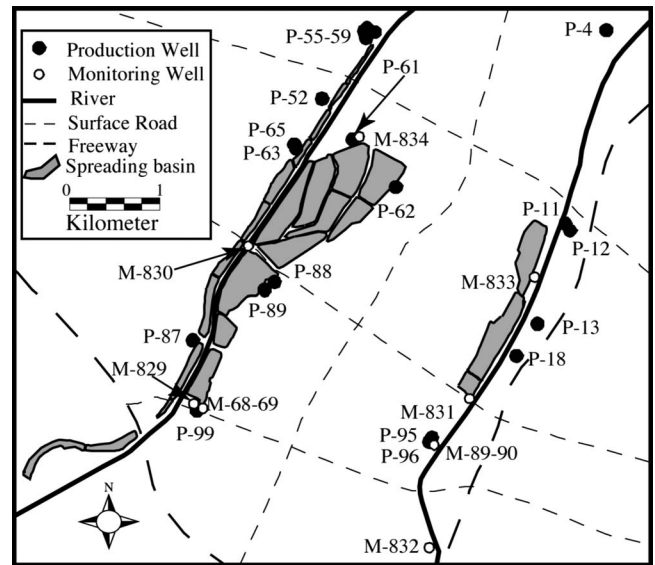 Production Well
Monitoring Well
River
Surface Road
Freeway
Spreading basin
0 1
Kilometer
P-55-59
P-4
P-61
P-52
P-65
P-63
M-834
P-62
P-11
P-12
M-830
P-88
P-89
M-833
P-87
P-13
P-18
M-829
M-68-69
M-831
P-99
P-95
P-96
M-89-90
N
M-832